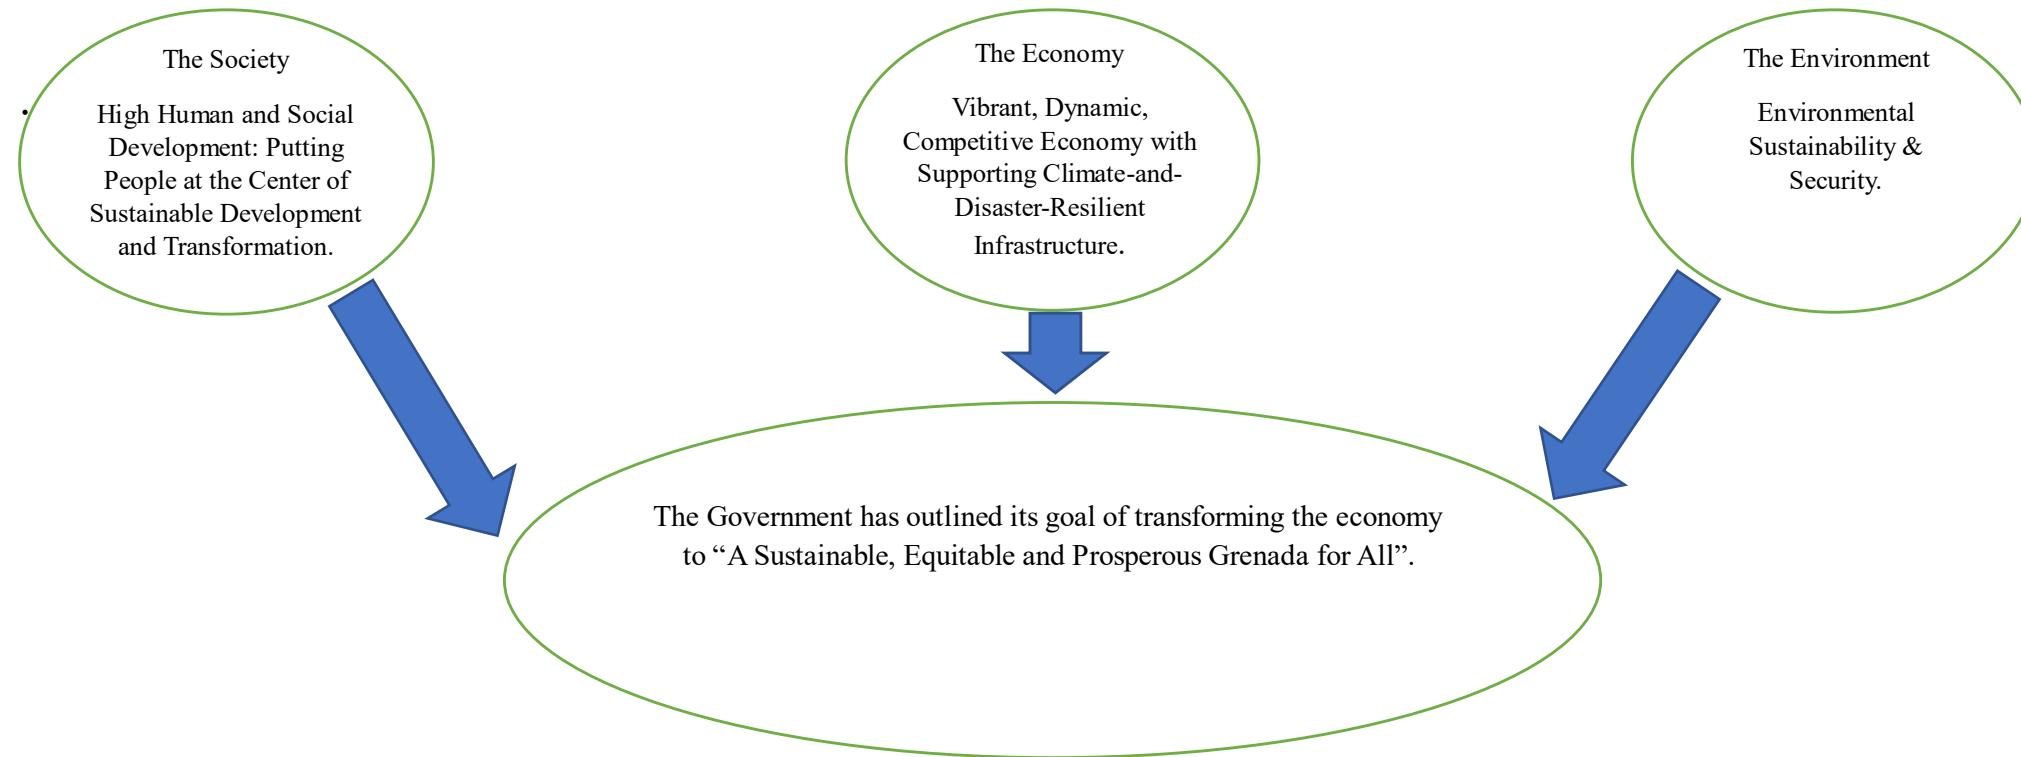 The Society
High Human and Social
Development: Putting
People at the Center of
Sustainable Development
and Transformation.
The Economy
Vibrant, Dynamic,
Competitive Economy with
Supporting Climate-and-
Disaster-Resilient
Infrastructure.
The Environment
Environmental
Sustainability &
Security.
The Government has outlined its goal of transforming the economy
to “A Sustainable, Equitable and Prosperous Grenada for All”.